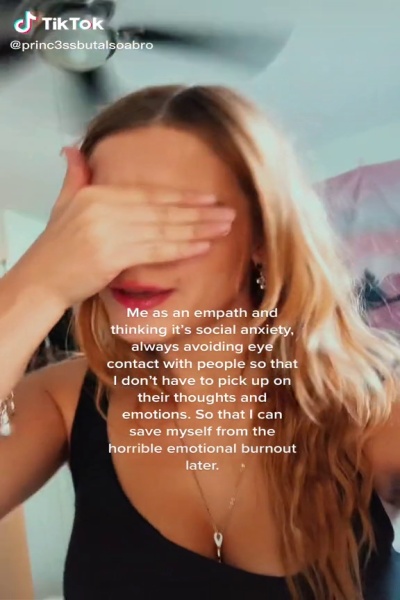 TikTok
@princ3ssbutalsoabro
Me as an empath and
thinking it’s social anxiety,
always avoiding eye
contact with people so that
I don’t have to pick up on
their thoughts and
emotions. So that I can
save myself from the
horrible emotional burnout
later.